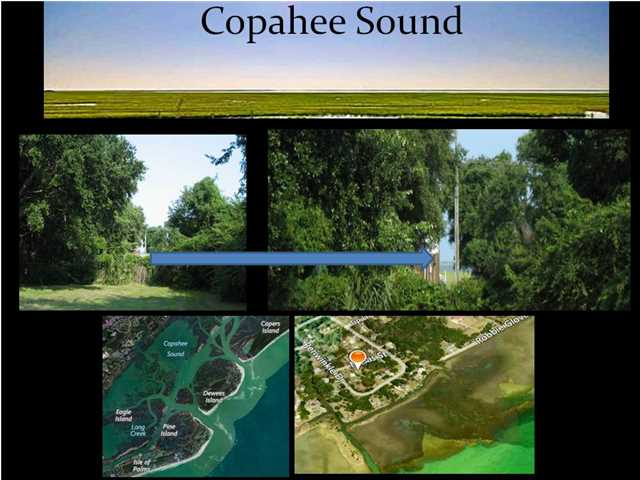 Copahee Sound
Capers
Island
Copahee
Sound
Dewees
Island
Eagle
Island
Long
Creek
Pine
Island
Isle of
Palms